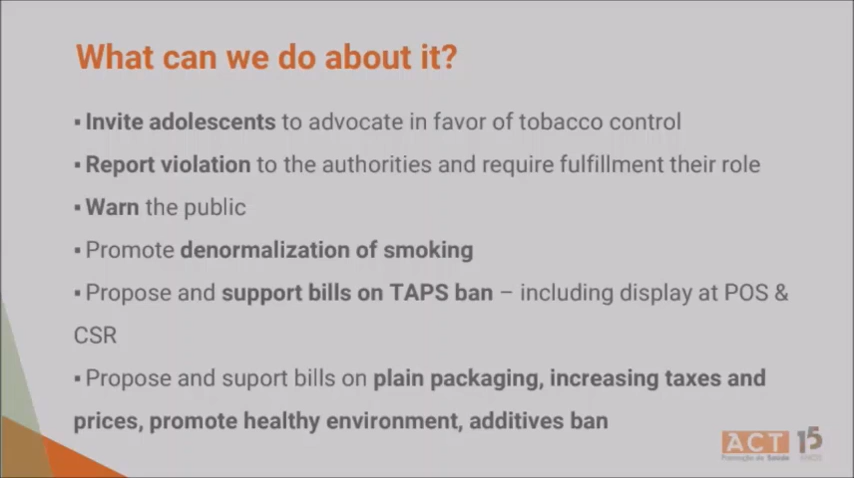 What can we do about it?
▪ Invite adolescents to advocate in favor of tobacco control
▪ Report violation to the authorities and require fulfillment their role
▪ Warn the public
▪ Promote denormalization of smoking
▪ Propose and support bills on TAPS ban – including display at POS &
CSR
▪ Propose and suport bills on plain packaging, increasing taxes and
prices, promote healthy environment, additives ban
ACT 15
Promoção da Saúde